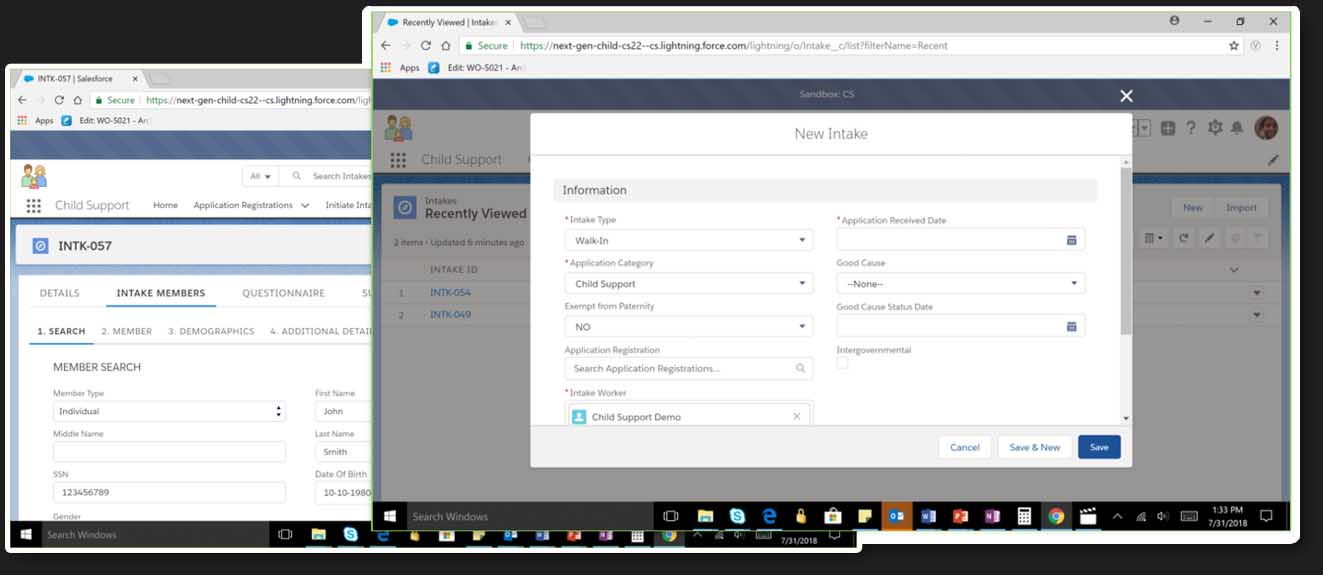 INTK-057 | Salesforce
Secure
https://next-gen-child-cs22--cs.lightning.force.com/ligh
Apps
Edit: WO-5021 - Arc
All
Search Intakes
Child Support
Home
Application Registrations
Initiate Inta
INTK-057
DETAILS
INTAKE MEMBERS
QUESTIONNAIRE
SU
1. SEARCH
2. MEMBER
3. DEMOGRAPHICS
4. ADDITIONAL DETAIL
MEMBER SEARCH
Member Type
First Name
Individual
John
Middle Name
Last Name
Smith
SSN
Date Of Birth
123456789
10-10-1980
Gender
Search Windows
7/31/2018
Recently Viewed | Intakes
Secure
https://next-gen-child-cs22--cs.lightning.force.com/lightning/o/Intake__c/list?filterName=Recent
Apps
Edit: WO-5021 - Arc
Sandbox: CS
Child Support
Intakes
Recently Viewed
New
Import
2 items • Updated 6 minutes ago
INTAKE ID
1
INTK-054
2
INTK-049
New Intake
Information
* Intake Type
* Application Received Date
Walk-In
* Application Category
Good Cause
Child Support
--None--
Exempt from Paternity
Good Cause Status Date
NO
Application Registration
Intergovernmental
Search Application Registrations...
* Intake Worker
Child Support Demo
Cancel
Save & New
Save
Search Windows
1:33 PM
7/31/2018